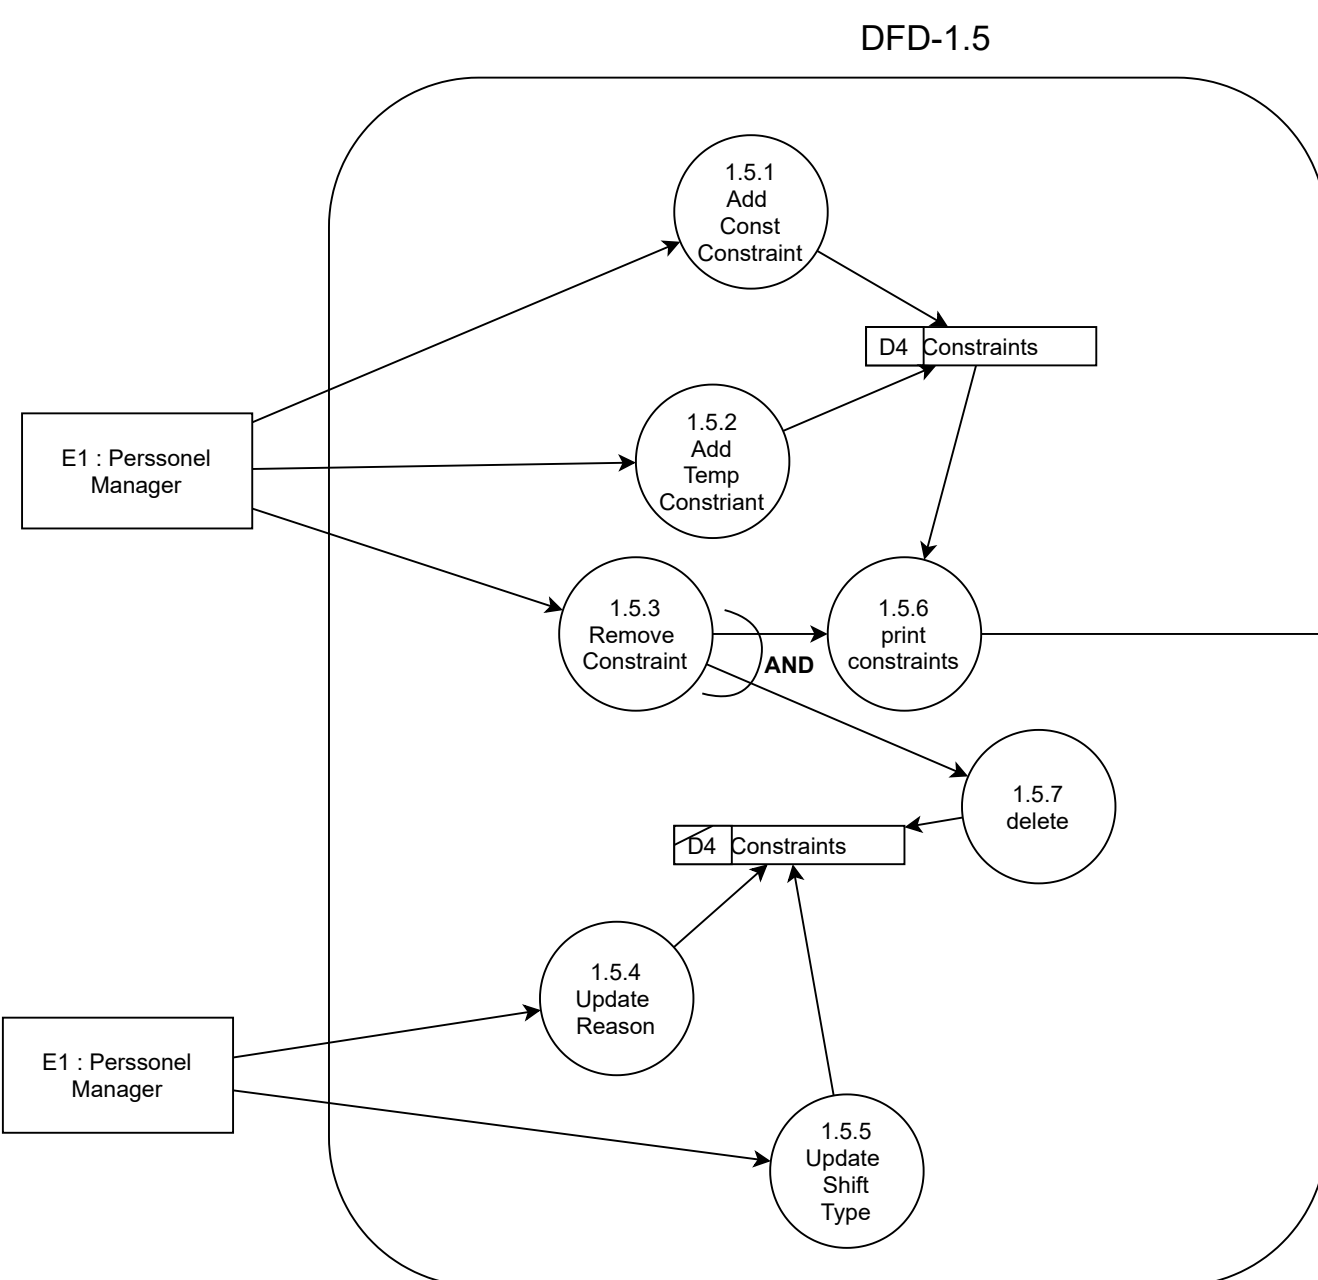 DFD-1.5
1.5.1
Add
Const
Constraint
D4 Constraints
1.5.2
Add
Temp
Constriant
E1 : Perssonel
Manager
1.5.3
Remove
Constraint
AND
1.5.6
print
constraints
1.5.7
delete
D4 Constraints
1.5.4
Update
Reason
E1 : Perssonel
Manager
1.5.5
Update
Shift
Type